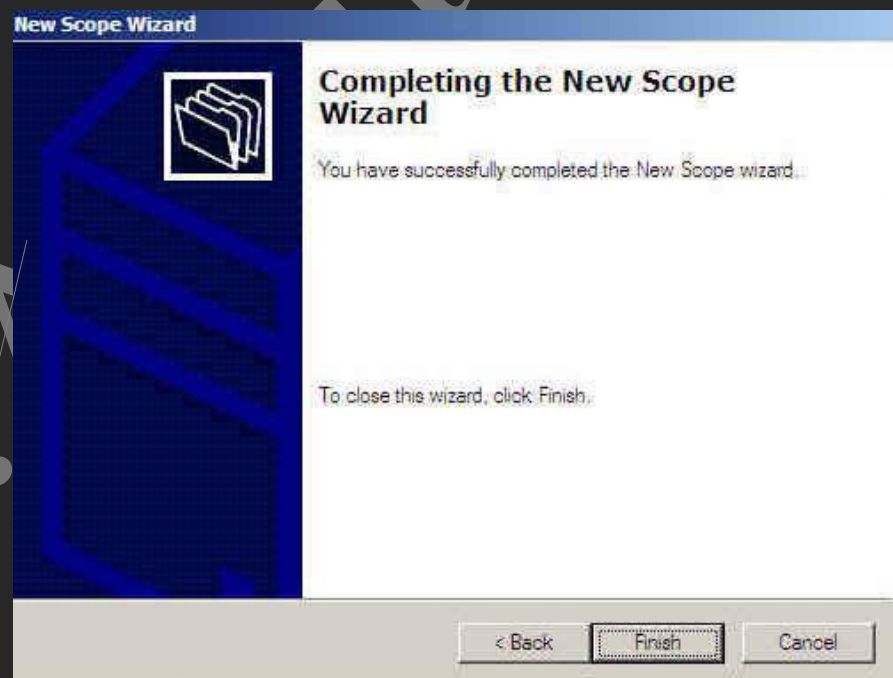 New Scope Wizard
Completing the New Scope
Wizard
You have successfully completed the New Scope wizard.
To close this wizard, click Finish.
< Back
Finish
Cancel